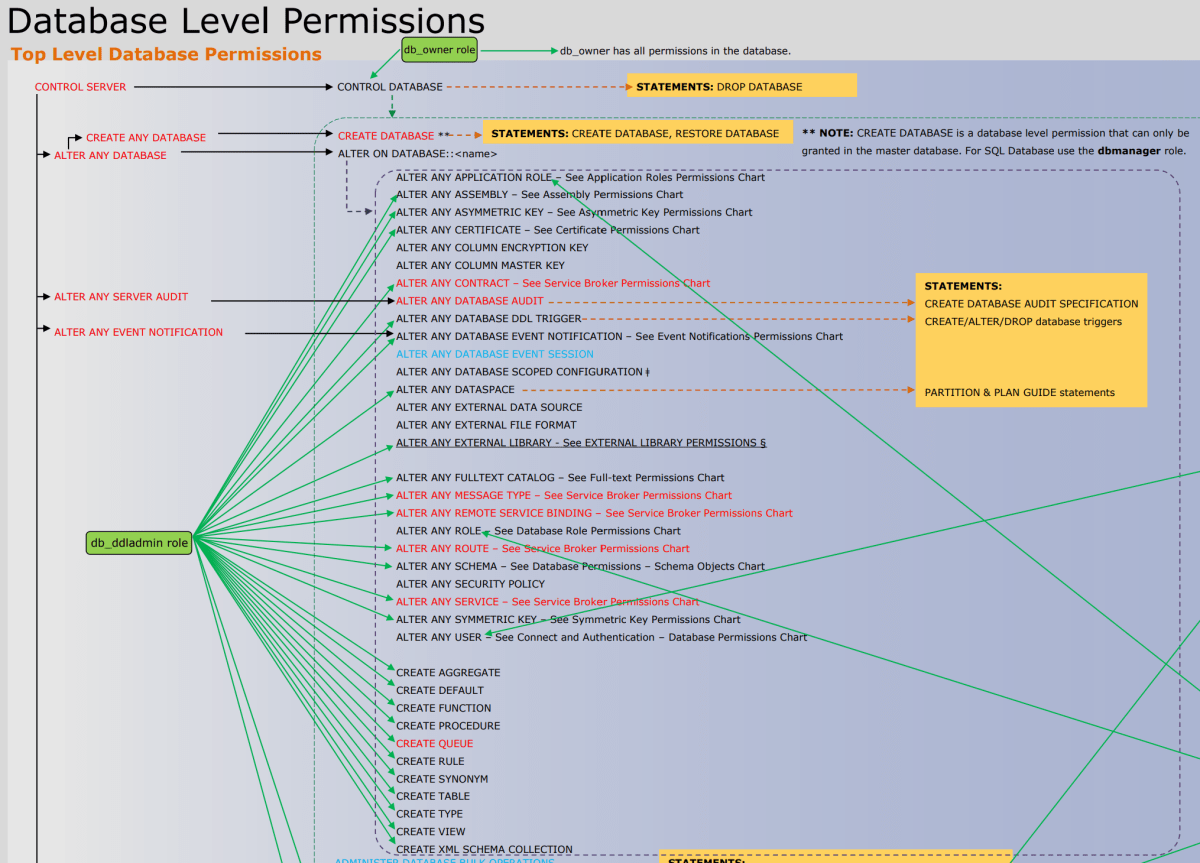 Database Level Permissions
Top Level Database Permissions
db_owner role
db_owner has all permissions in the database.
CONTROL SERVER
CONTROL DATABASE
STATEMENTS: DROP DATABASE
CREATE ANY DATABASE
CREATE DATABASE **
STATEMENTS: CREATE DATABASE, RESTORE DATABASE
** NOTE: CREATE DATABASE is a database level permission that can only be
granted in the master database. For SQL Database use the dbmanager role.
ALTER ANY DATABASE
ALTER ON DATABASE::<name>
ALTER ANY APPLICATION ROLE – See Application Roles Permissions Chart
ALTER ANY ASSEMBLY – See Assembly Permissions Chart
ALTER ANY ASYMMETRIC KEY – See Asymmetric Key Permissions Chart
ALTER ANY CERTIFICATE – See Certificate Permissions Chart
ALTER ANY COLUMN ENCRYPTION KEY
ALTER ANY COLUMN MASTER KEY
ALTER ANY CONTRACT – See Service Broker Permissions Chart
ALTER ANY SERVER AUDIT
ALTER ANY DATABASE AUDIT
ALTER ANY DATABASE DDL TRIGGER
STATEMENTS:
CREATE DATABASE AUDIT SPECIFICATION
CREATE/ALTER/DROP database triggers
PARTITION & PLAN GUIDE statements
ALTER ANY EVENT NOTIFICATION
ALTER ANY DATABASE EVENT NOTIFICATION – See Event Notifications Permissions Chart
ALTER ANY DATABASE EVENT SESSION
ALTER ANY DATABASE SCOPED CONFIGURATION ǂ
ALTER ANY DATASPACE
ALTER ANY EXTERNAL DATA SOURCE
ALTER ANY EXTERNAL FILE FORMAT
ALTER ANY EXTERNAL LIBRARY - See EXTERNAL LIBRARY PERMISSIONS §
ALTER ANY FULLTEXT CATALOG – See Full-text Permissions Chart
ALTER ANY MESSAGE TYPE – See Service Broker Permissions Chart
ALTER ANY REMOTE SERVICE BINDING – See Service Broker Permissions Chart
ALTER ANY ROLE – See Database Role Permissions Chart
db_ddladmin role
ALTER ANY ROUTE – See Service Broker Permissions Chart
ALTER ANY SCHEMA – See Database Permissions – Schema Objects Chart
ALTER ANY SECURITY POLICY
ALTER ANY SERVICE – See Service Broker Permissions Chart
ALTER ANY SYMMETRIC KEY – See Symmetric Key Permissions Chart
ALTER ANY USER – See Connect and Authentication – Database Permissions Chart
CREATE AGGREGATE
CREATE DEFAULT
CREATE FUNCTION
CREATE PROCEDURE
CREATE QUEUE
CREATE RULE
CREATE SYNONYM
CREATE TABLE
CREATE TYPE
CREATE VIEW
CREATE XML SCHEMA COLLECTION
ADMINISTER DATABASE BULK OPERATIONS
STATEMENTS: